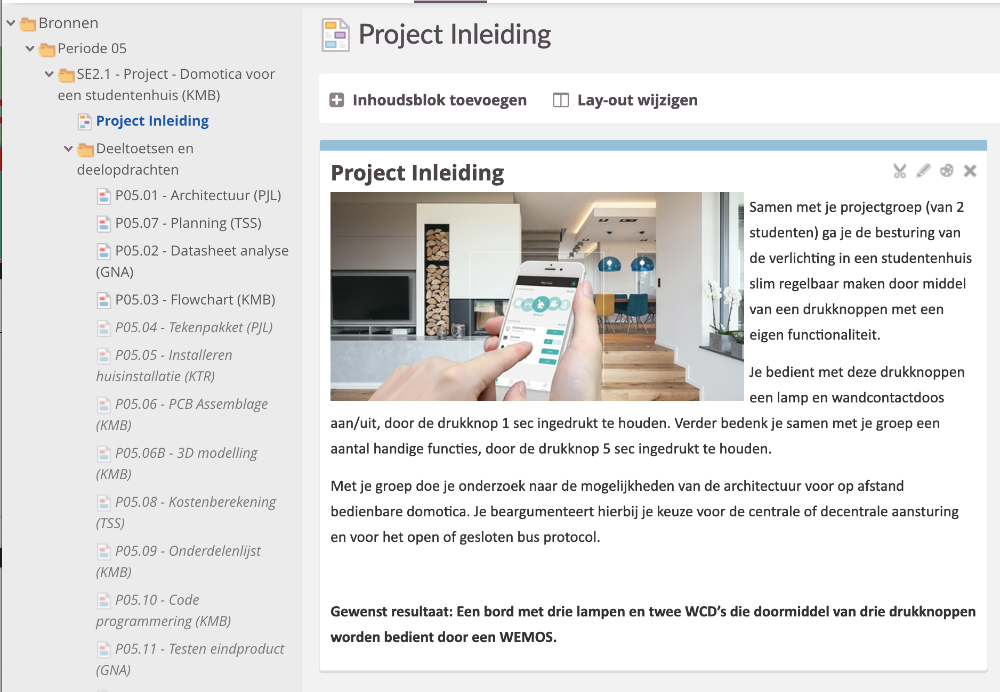 Bronnen
Periode 05
SE2.1 - Project - Domotica voor
een studentenhuis (KMB)
Project Inleiding
Deeltoetsen en
deelopdrachten
P05.01 - Architectuur (PJL)
P05.07 - Planning (TSS)
P05.02 - Datasheet analyse
(GNA)
P05.03 - Flowchart (KMB)
P05.04 - Tekenpakket (PJL)
P05.05 - Installeren
huisinstallatie (KTR)
P05.06 - PCB Assemblage
(KMB)
P05.06B - 3D modelling
(KMB)
P05.08 - Kostenberekening
(TSS)
P05.09 - Onderdelenlijst
(KMB)
P05.10 - Code
programmering (KMB)
P05.11 - Testen eindproduct
(GNA)
Project Inleiding
Inhoudsblok toevoegen
Lay-out wijzigen
Project Inleiding
Mijn huis
Samen met je projectgroep (van 2
studenten) ga je de besturing van
de verlichting in een studentenhuis
slim regelbaar maken door middel
van een drukknoppen met een
eigen functionaliteit.
Je bedient met deze drukknoppen
een lamp en wandcontactdoos
aan/uit, door de drukknop 1 sec ingedrukt te houden. Verder bedenk je samen met je groep een
aantal handige functies, door de drukknop 5 sec ingedrukt te houden.
Met je groep doe je onderzoek naar de mogelijkheden van de architectuur voor op afstand
bedienbare domotica. Je beargumenteert hierbij je keuze voor de centrale of decentrale aansturing
en voor het open of gesloten bus protocol.
Gewenst resultaat: Een bord met drie lampen en twee WCD’s die doormiddel van drie drukknoppen
worden bedient door een WEMOS.